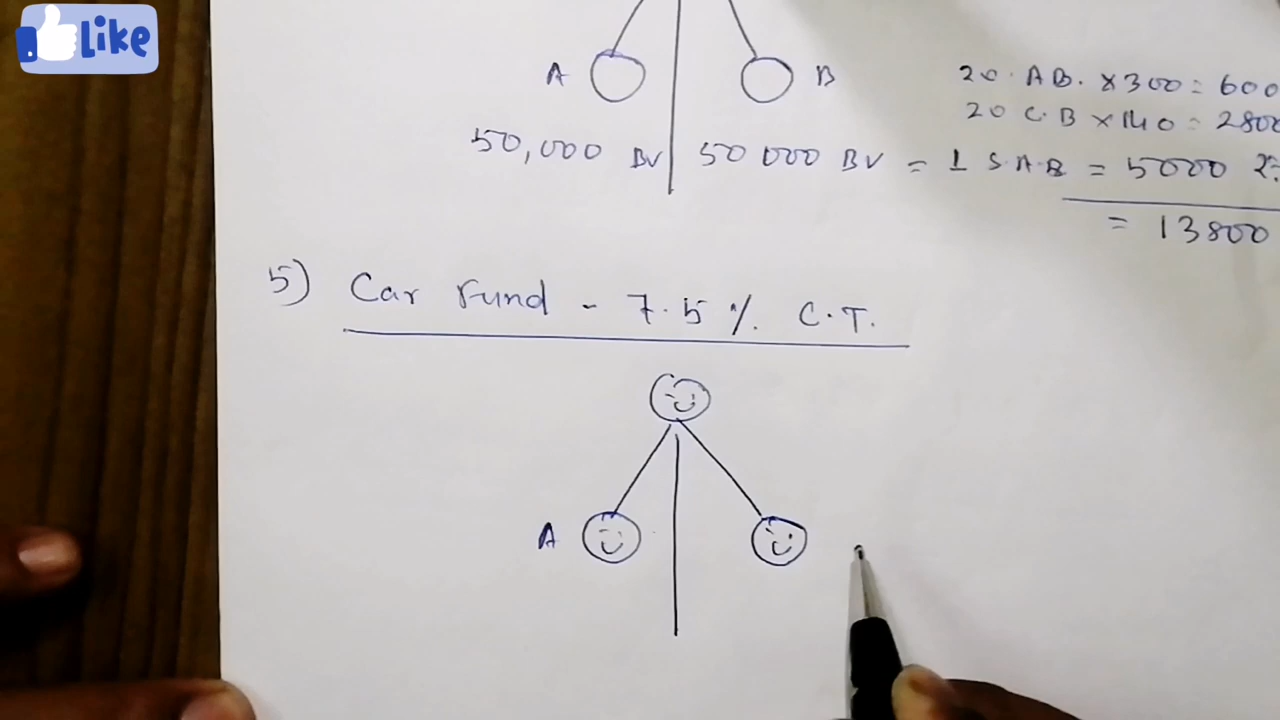 Like
A B
20 A B. × 300 = 600
20 C.B × 140 = 2800
50,000 BV 50 000 BV = 1 S.A.B = 5000
= 13800
5) Car Fund - 7.5 %. C.T.
A